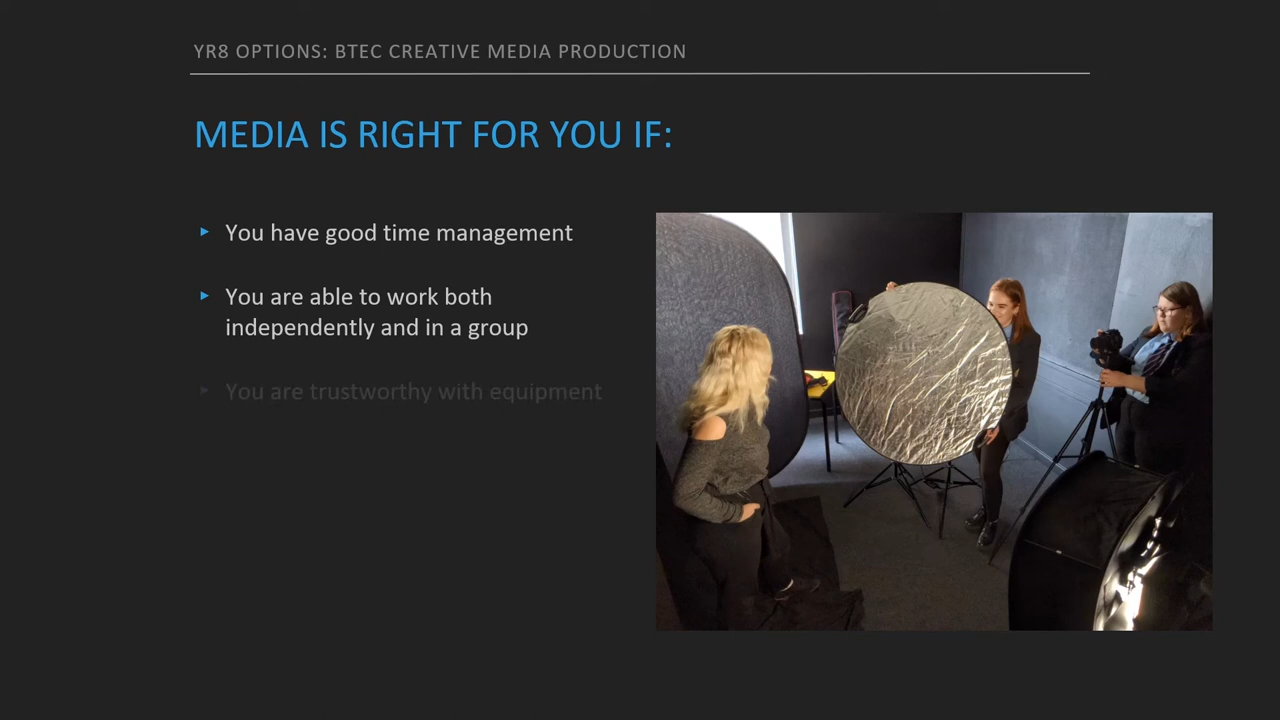 YR8 OPTIONS: BTEC CREATIVE MEDIA PRODUCTION
MEDIA IS RIGHT FOR YOU IF:
You have good time management
You are able to work both
independently and in a group
You are trustworthy with equipment